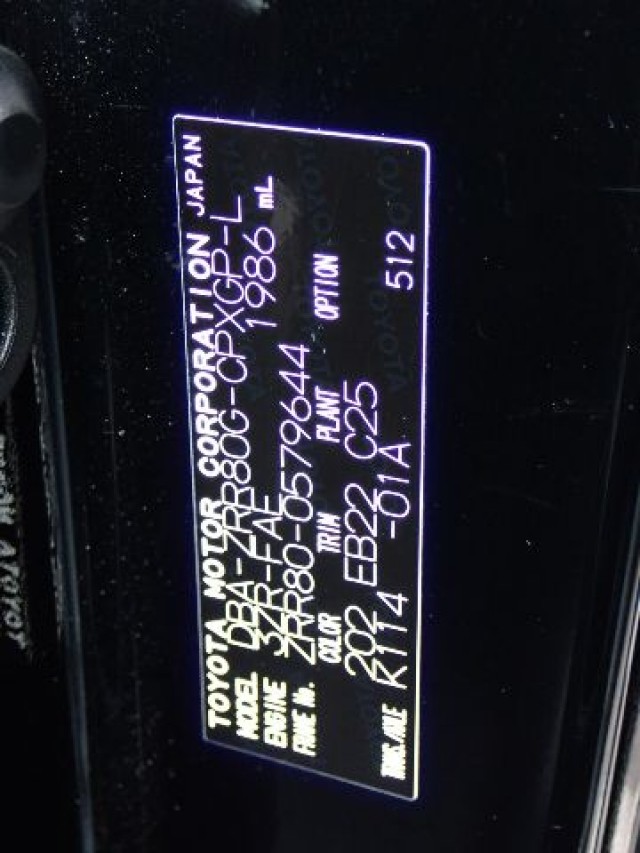 TOYOTA MOTOR CORPORATION JAPAN
MODEL DBA-ZRR80G-CPXGP-L
ENGINE 3ZR-FAE 1986 mL
FRAME No. ZRR80-0579644
COLOR TRIM PLANT OPTION
202 EB22 C25
TRANS./AXLE K114 -01A 512